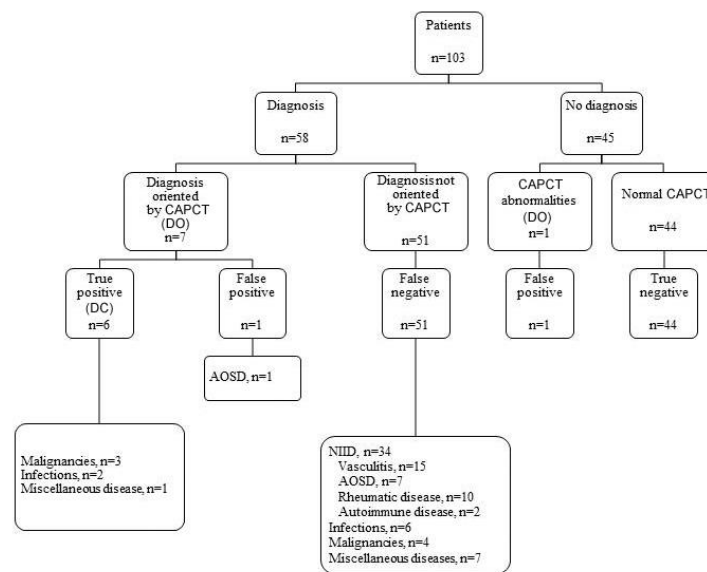 Patients
n=103
Diagnosis
n=58
No diagnosis
n=45
Diagnosis
oriented
by CAPCT
(DO)
n=7
Diagnosis not
oriented
by CAPCT
n=51
CAPCT
abnormalities
(DO)
n=1
Normal CAPCT
n=44
True
positive
(DC)
n=6
False
positive
n=1
False
negative
n=51
False
positive
n=1
True
negative
n=44
AOSD, n=1
Malignancies, n=3
Infections, n=2
Miscellaneous disease, n=1
NIID, n=34
Vasculitis, n=15
AOSD, n=7
Rheumatic disease, n=10
Autoimmune disease, n=2
Infections, n=6
Malignancies, n=4
Miscellaneous diseases, n=7